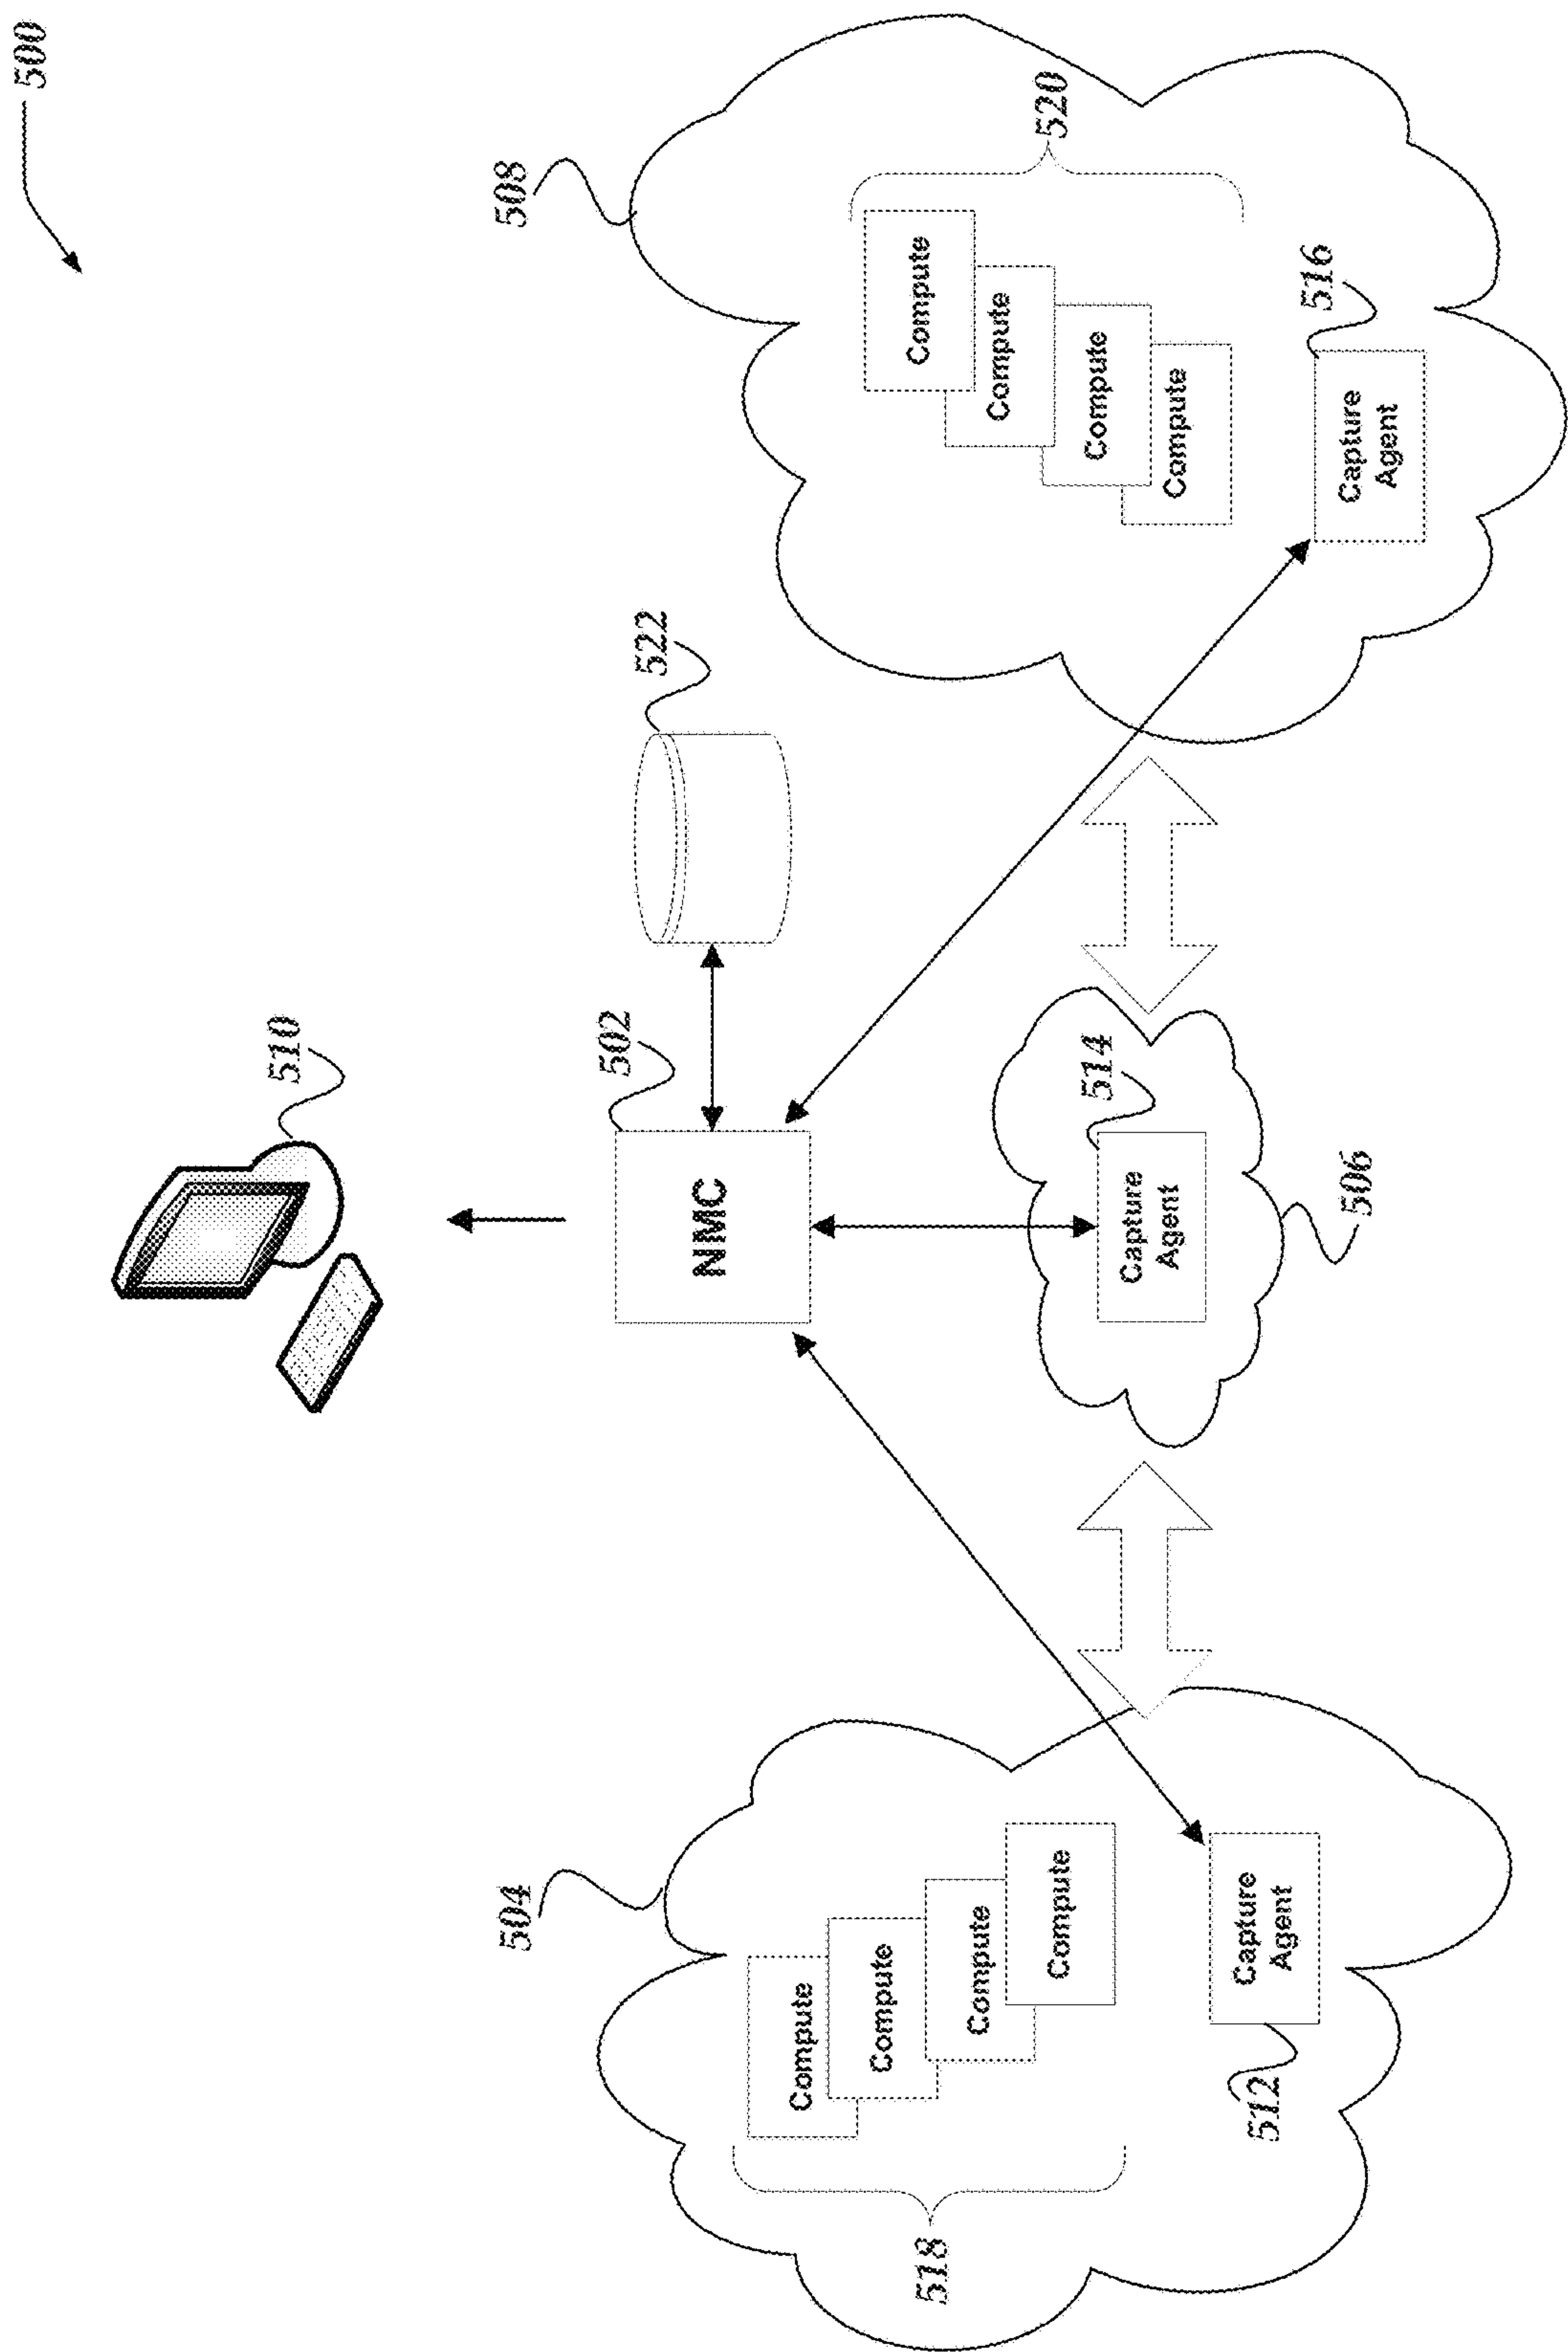 500
510
508
504
522
502
520
Compute
Compute
Compute
Compute
Compute
Compute
Compute
Compute
NMC
518
514
516
Capture
Agent
Capture
Agent
Capture
Agent
512
506